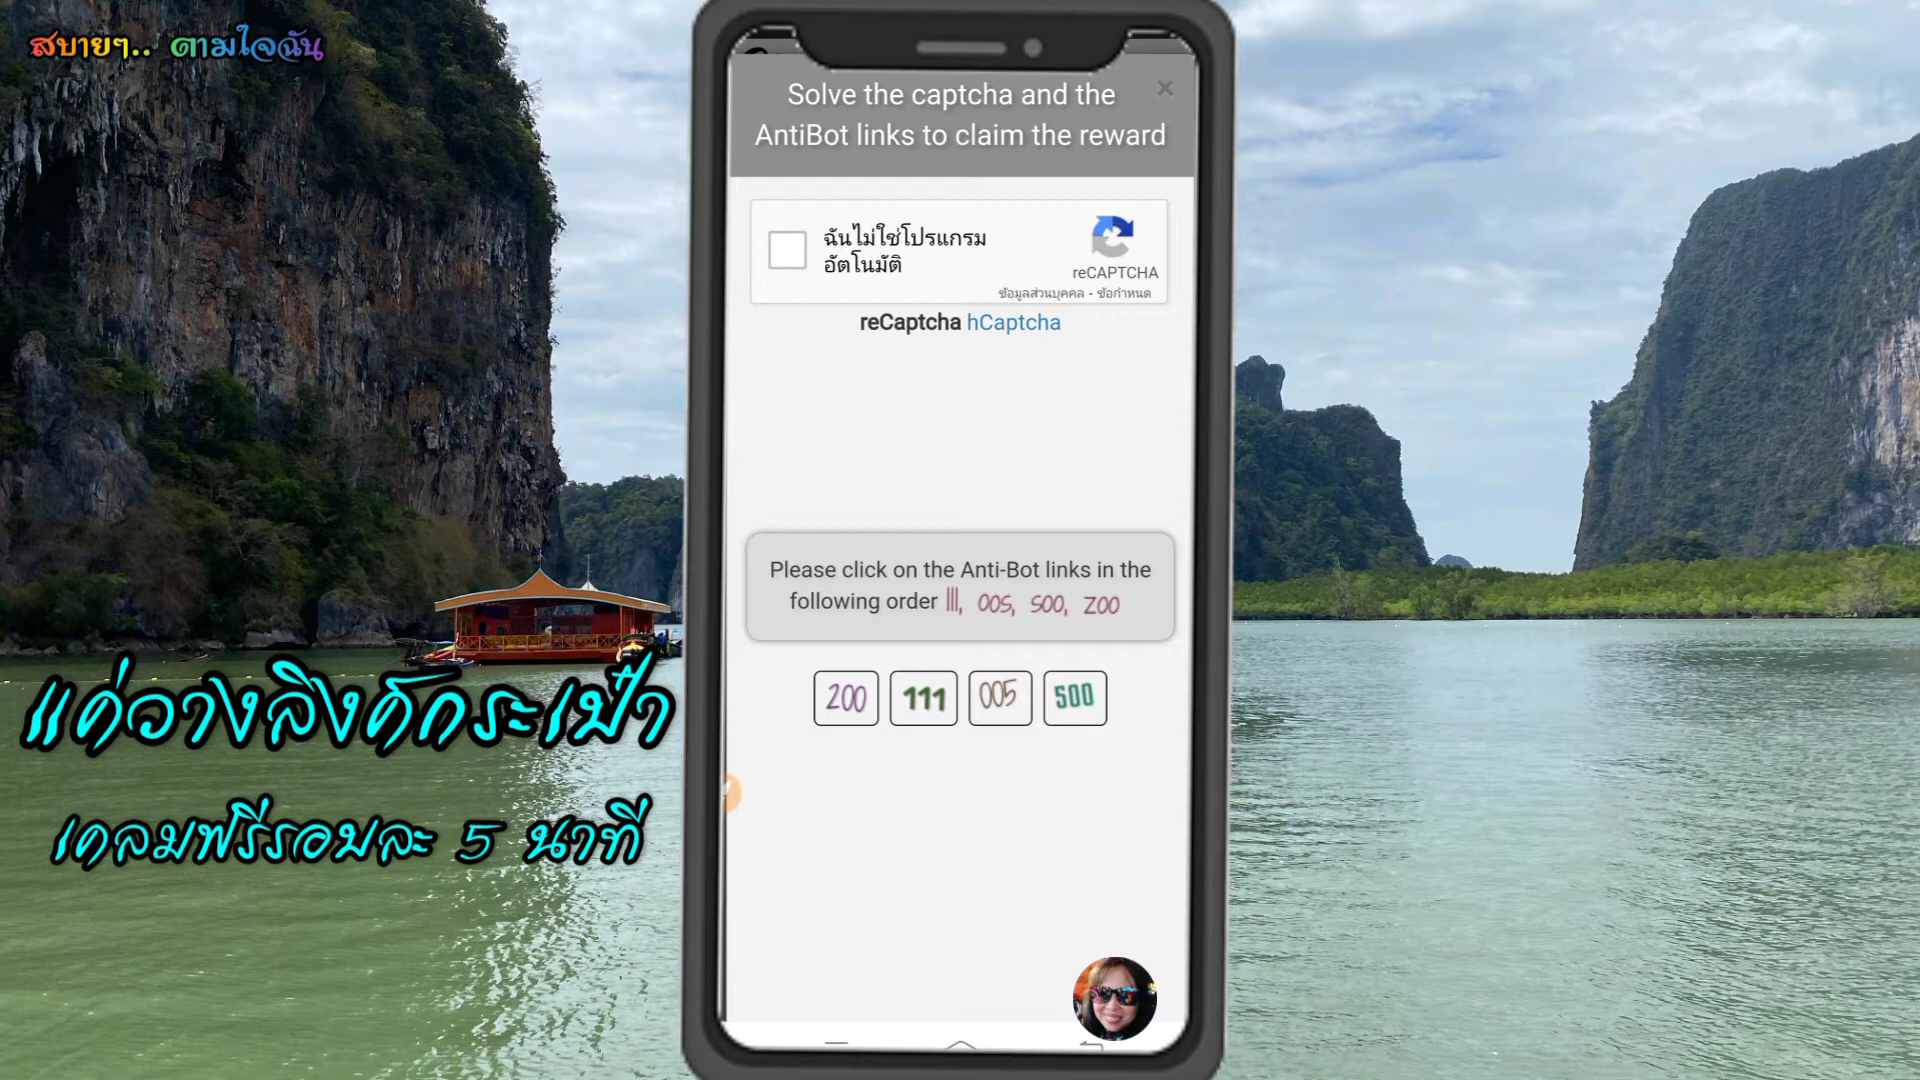 สบายๆ.. ตามใจฉัน
Solve the captcha and the
AntiBot links to claim the reward
×
ฉันไม่ใช่โปรแกรม
อัตโนมัติ
reCAPTCHA
ข้อมูลส่วนบุคคล - ข้อกำหนด
reCaptcha hCaptcha
Please click on the Anti-Bot links in the
following order lll, OOS, SOO, ZOO
200 111 005 500
แค่วางลิงค์กระเป๋า
เคลมฟรีรอบละ 5 นาที